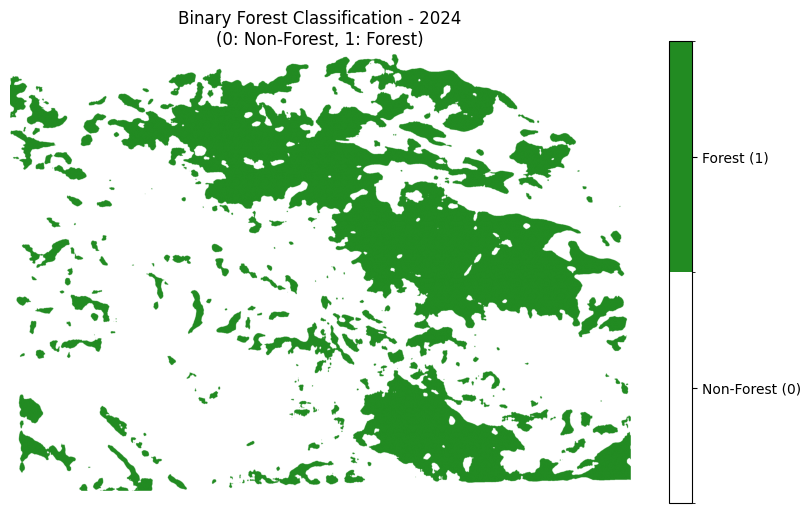 Binary Forest Classification - 2024
(0: Non-Forest, 1: Forest)
Forest (1)
Non-Forest (0)